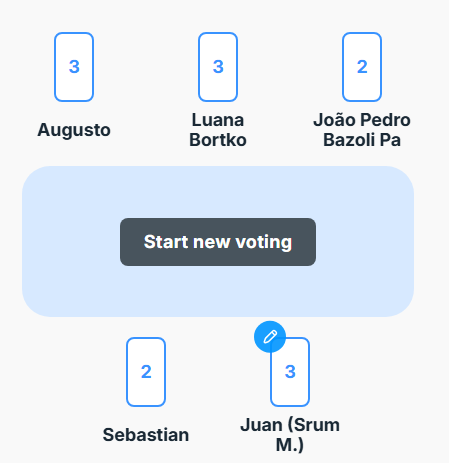 3
3
2
Augusto
Luana
Bortko
João Pedro
Bazoli Pa
Start new voting
2
3
Sebastian
Juan (Srum
M.)